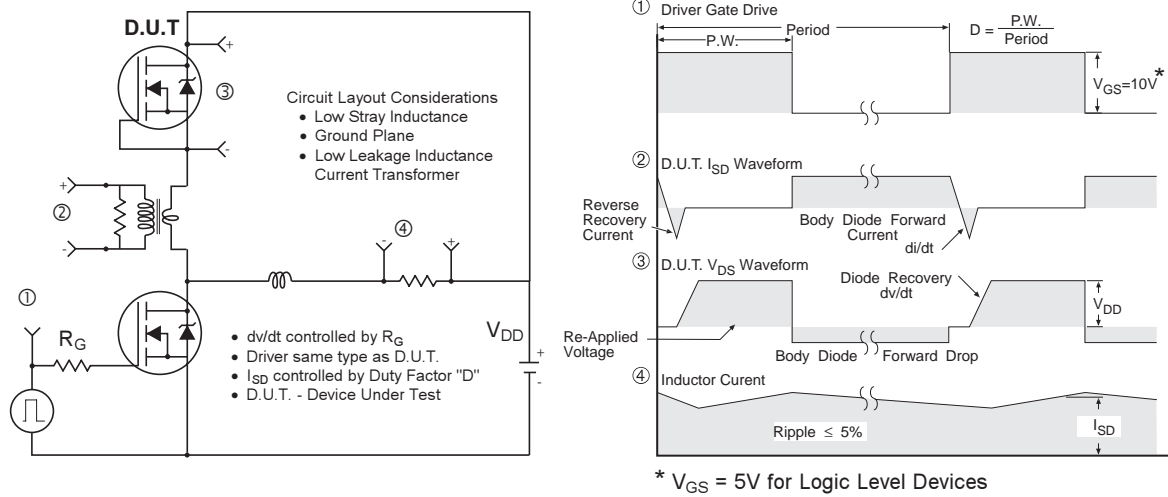 D.U.T
+
③
-
Circuit Layout Considerations
• Low Stray Inductance
• Ground Plane
• Low Leakage Inductance
Current Transformer
+
②
-
④
-
+
①
R_G
• dv/dt controlled by R_G
• Driver same type as D.U.T.
• I_SD controlled by Duty Factor "D"
• D.U.T. - Device Under Test
V_DD
+
-
① Driver Gate Drive
P.W.
Period
D = P.W. / Period
V_GS=10V *
② D.U.T. I_SD Waveform
Reverse
Recovery
Current
Body Diode Forward
Current
di/dt
③ D.U.T. V_DS Waveform
Diode Recovery
dv/dt
V_DD
Re-Applied
Voltage
Body Diode Forward Drop
④ Inductor Curent
Ripple ≤ 5%
I_SD
* V_GS = 5V for Logic Level Devices